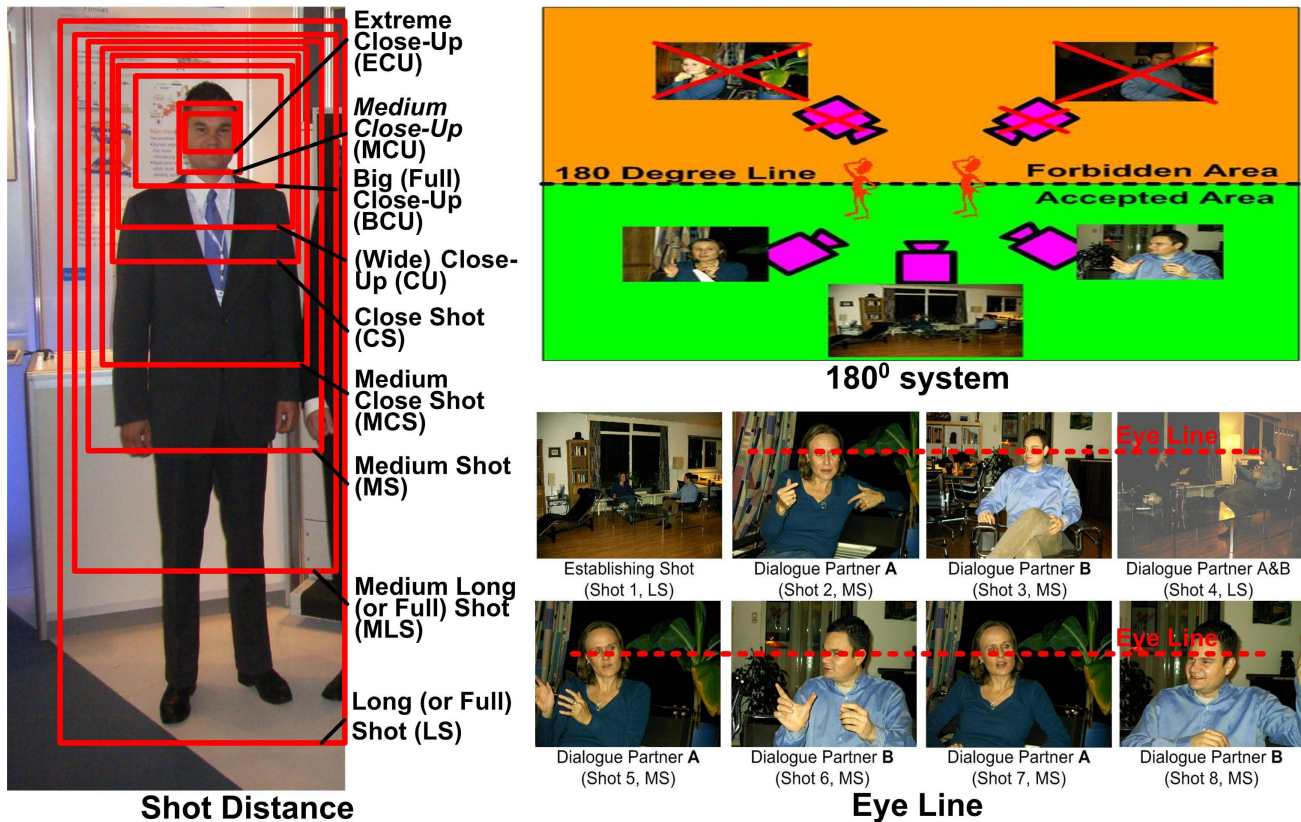 Extreme
Close-Up
(ECU)
Medium
Close-Up
(MCU)
Big (Full)
Close-Up
(BCU)
(Wide) Close-
Up (CU)
Close Shot
(CS)
Medium
Close Shot
(MCS)
Medium Shot
(MS)
Medium Long
(or Full) Shot
(MLS)
Long (or Full)
Shot (LS)
Shot Distance
180 Degree Line
Forbidden Area
Accepted Area
180⁰ system
Eye Line
Establishing Shot
(Shot 1, LS)
Dialogue Partner A
(Shot 2, MS)
Dialogue Partner B
(Shot 3, MS)
Dialogue Partner A&B
(Shot 4, LS)
Eye Line
Dialogue Partner A
(Shot 5, MS)
Dialogue Partner B
(Shot 6, MS)
Dialogue Partner A
(Shot 7, MS)
Dialogue Partner B
(Shot 8, MS)
Eye Line